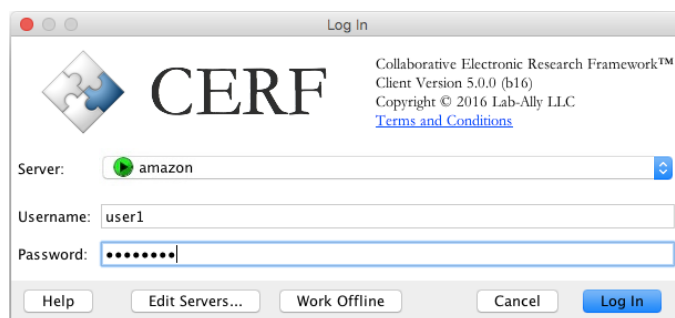 Log In
CERF
Collaborative Electronic Research Framework™
Client Version 5.0.0 (b16)
Copyright © 2016 Lab-Ally LLC
Terms and Conditions
Server: amazon
Username: user1
Password: ••••••••
Help Edit Servers... Work Offline Cancel Log In